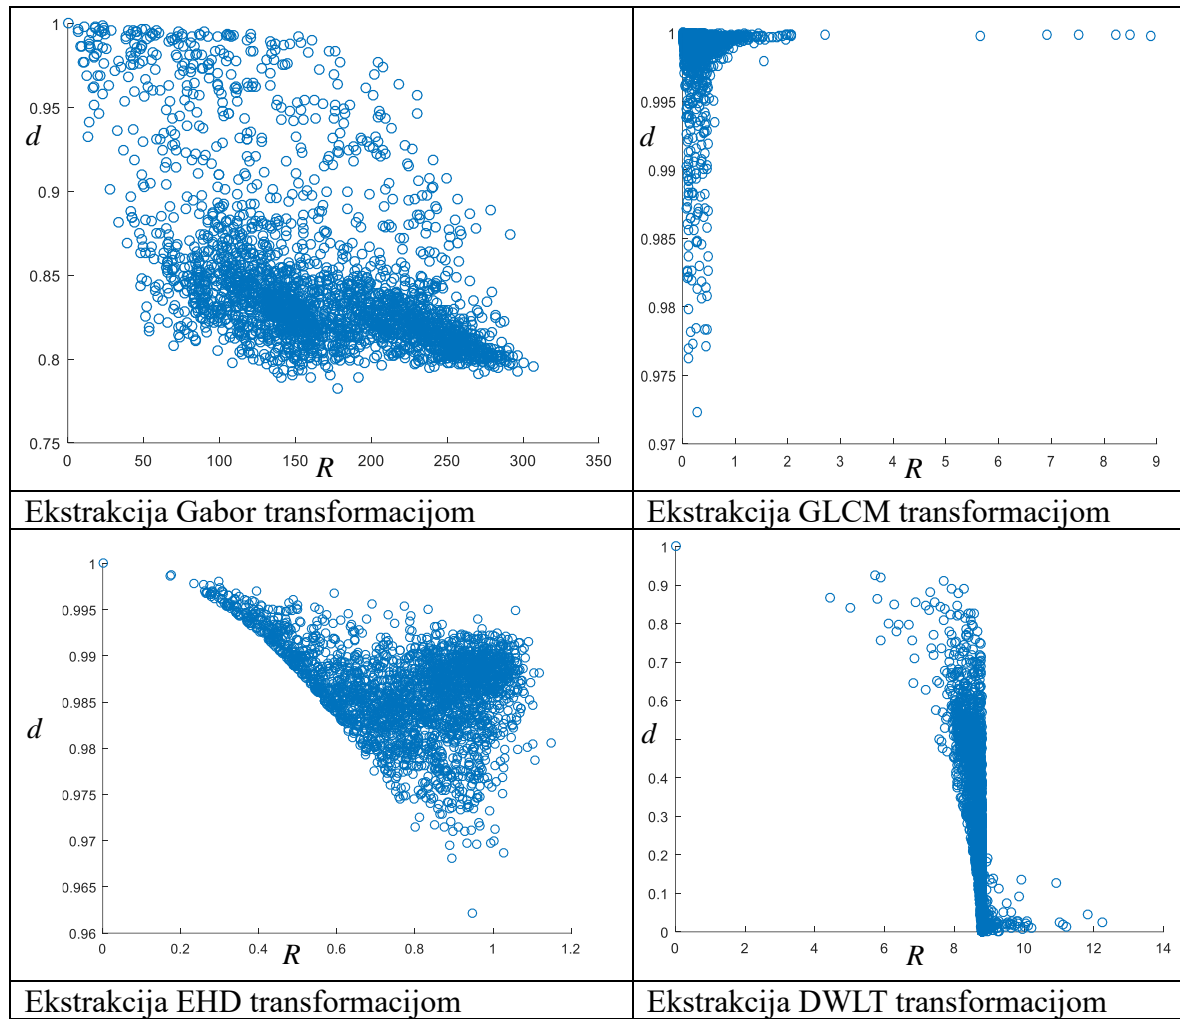 1
0.95
d
0.9
0.85
0.8
0.75
0 50 100 150 200 250 300 350
R
1
0.995
d
0.99
0.985
0.98
0.975
0.97
0 1 2 3 4 5 6 7 8 9
R
Ekstrakcija Gabor transformacijom
Ekstrakcija GLCM transformacijom
1
0.995
0.99
0.985
d
0.98
0.975
0.97
0.965
0.96
0 0.2 0.4 0.6 0.8 1 1.2
R
1
0.9
0.8
0.7
0.6
d
0.5
0.4
0.3
0.2
0.1
0
0 2 4 6 8 10 12 14
R
Ekstrakcija EHD transformacijom
Ekstrakcija DWLT transformacijom